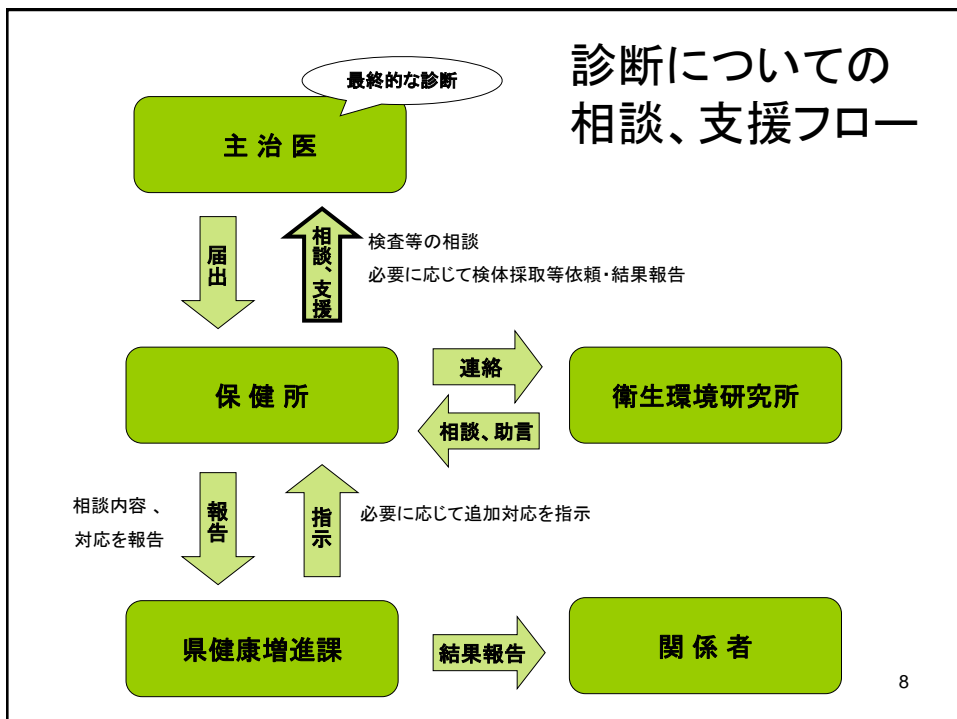 診断についての
相談、支援フロー
最終的な診断
主 治 医
届出
相談、支援
検査等の相談
必要に応じて検体採取等依頼・結果報告
保 健 所
連絡
相談、助言
衛生環境研究所
相談内容 、
対応を報告
報告
指示
必要に応じて追加対応を指示
県健康増進課
結果報告
関 係 者
8